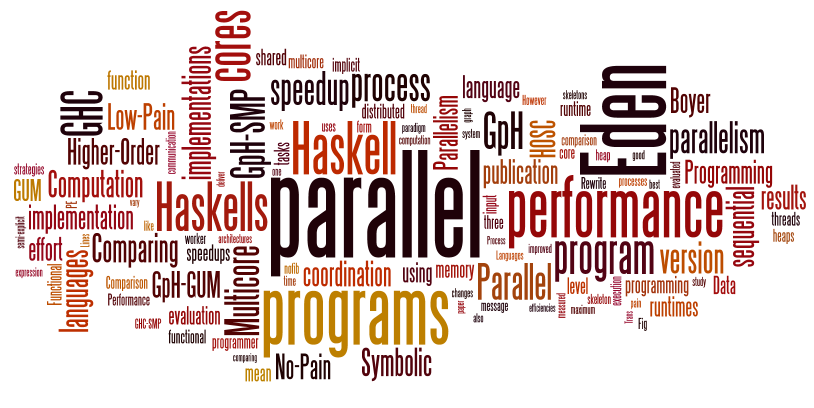 cores
shared
multicore
implicit
implementations
function
speedup
process
language
Eden
GHC
Low-Pain
GpH-SMP
distributed
thread
However
skeletons
runtime
Boyer
Higher-Order
communication
work
tasks
uses
form
paradigm
computation
Haskell
Parallelism
graph
system
GpH
HOSC
comparison
core
heap
good
parallelism
strategies
GUM
Computation
PE
vary
deliver
one
parallel
publication
Rewrite
processes
best
evaluated
Programming
implementation
like
Haskells
input
three
performance
sequential
results
threads
heaps
semi-explicit
effort
Functional
Lines
languages
Comparing
worker
speedups
architectures
Process
Languages
improved
program
version
expression
Comparison
Performance
GpH-GUM
Multicore
nofib
time
coordination
using
memory
Parallel
level
programming
study
Data
GHC-SMP
evaluation
functional
programmer
programs
changes
paper
message
also
efficiencies
measured
skeleton
maximum
execution
Trans
pain
runtimes
Fig
comparing
mean
No-Pain
Symbolic